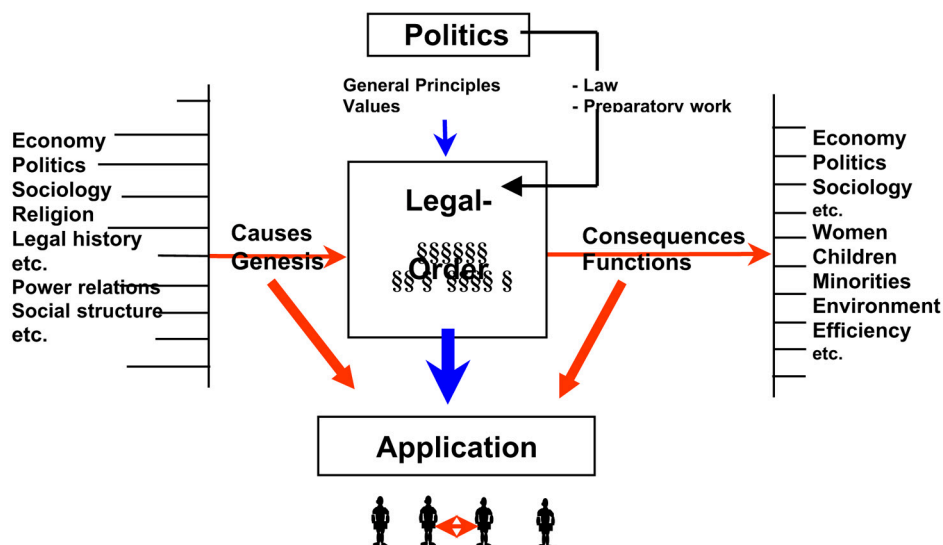 Politics
General Principles
Values
- Law
- Preparatory work
Economy
Politics
Sociology
Religion
Legal history
etc.
Power relations
Social structure
etc.
Causes
Genesis
Legal-
§§§§§§
Order
§§ § §§§§ §
Consequences
Functions
Economy
Politics
Sociology
etc.
Women
Children
Minorities
Environment
Efficiency
etc.
Application